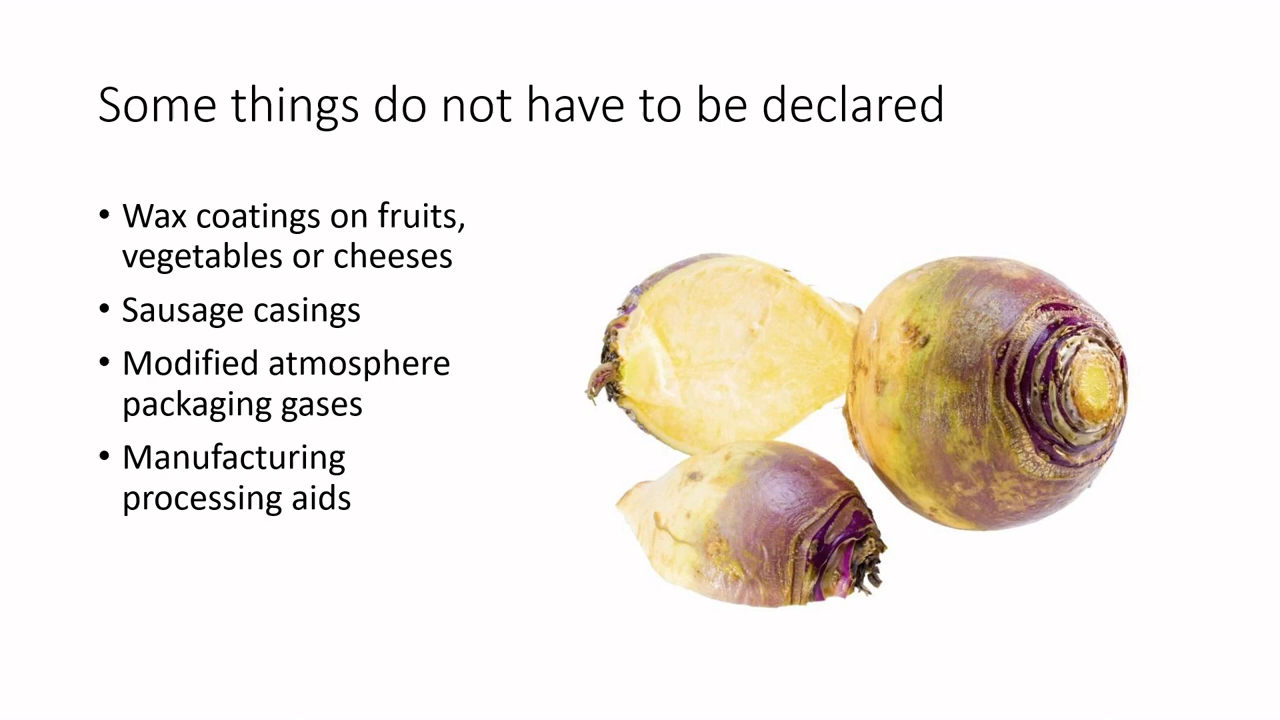 Some things do not have to be declared
• Wax coatings on fruits,
vegetables or cheeses
• Sausage casings
• Modified atmosphere
packaging gases
• Manufacturing
processing aids